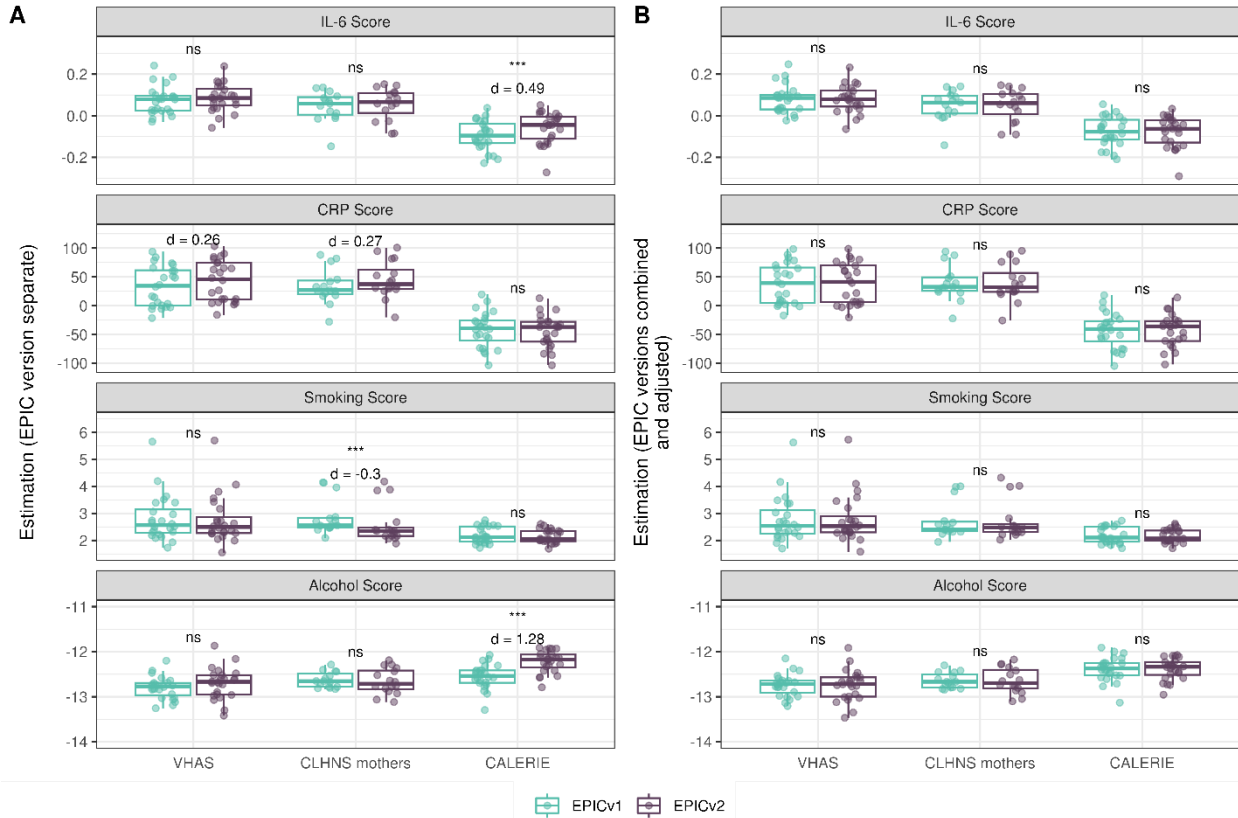 A
IL-6 Score
ns
ns
***
d = 0.49
0.2
0.0
-0.2
CRP Score
d = 0.26
d = 0.27
ns
100
50
0
-50
-100
Smoking Score
ns
***
d = -0.3
ns
6
5
4
3
2
Alcohol Score
ns
ns
***
d = 1.28
-11
-12
-13
-14
VHAS CLHNS mothers CALERIE
Estimation (EPIC version separate)
B
IL-6 Score
ns
ns
ns
0.2
0.0
-0.2
CRP Score
ns
ns
ns
100
50
0
-50
-100
Smoking Score
ns
ns
ns
6
5
4
3
2
Alcohol Score
ns
ns
ns
-11
-12
-13
-14
VHAS CLHNS mothers CALERIE
Estimation (EPIC versions combined
and adjusted)
EPICv1 EPICv2